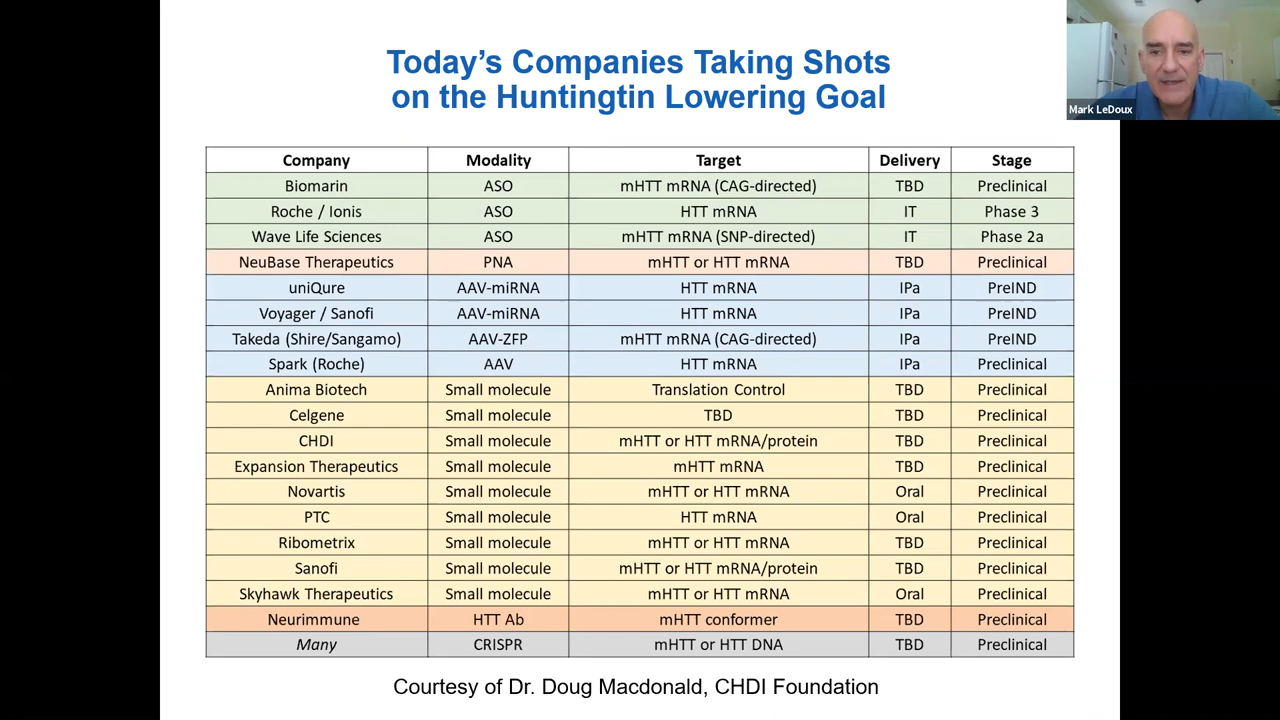 Today's Companies Taking Shots
on the Huntingtin Lowering Goal
Mark LeDoux
Company Modality Target Delivery Stage
Biomarin ASO mHTT mRNA (CAG-directed) TBD Preclinical
Roche / Ionis ASO HTT mRNA IT Phase 3
Wave Life Sciences ASO mHTT mRNA (SNP-directed) IT Phase 2a
NeuBase Therapeutics PNA mHTT or HTT mRNA TBD Preclinical
uniQure AAV-miRNA HTT mRNA IPa PreIND
Voyager / Sanofi AAV-miRNA HTT mRNA IPa PreIND
Takeda (Shire/Sangamo) AAV-ZFP mHTT mRNA (CAG-directed) IPa PreIND
Spark (Roche) AAV HTT mRNA IPa Preclinical
Anima Biotech Small molecule Translation Control TBD Preclinical
Celgene Small molecule TBD TBD Preclinical
CHDI Small molecule mHTT or HTT mRNA/protein TBD Preclinical
Expansion Therapeutics Small molecule mHTT mRNA TBD Preclinical
Novartis Small molecule mHTT or HTT mRNA Oral Preclinical
PTC Small molecule HTT mRNA Oral Preclinical
Ribometrix Small molecule mHTT or HTT mRNA TBD Preclinical
Sanofi Small molecule mHTT or HTT mRNA/protein TBD Preclinical
Skyhawk Therapeutics Small molecule mHTT or HTT mRNA Oral Preclinical
Neurimmune HTT Ab mHTT conformer TBD Preclinical
Many CRISPR mHTT or HTT DNA TBD Preclinical
Courtesy of Dr. Doug Macdonald, CHDI Foundation